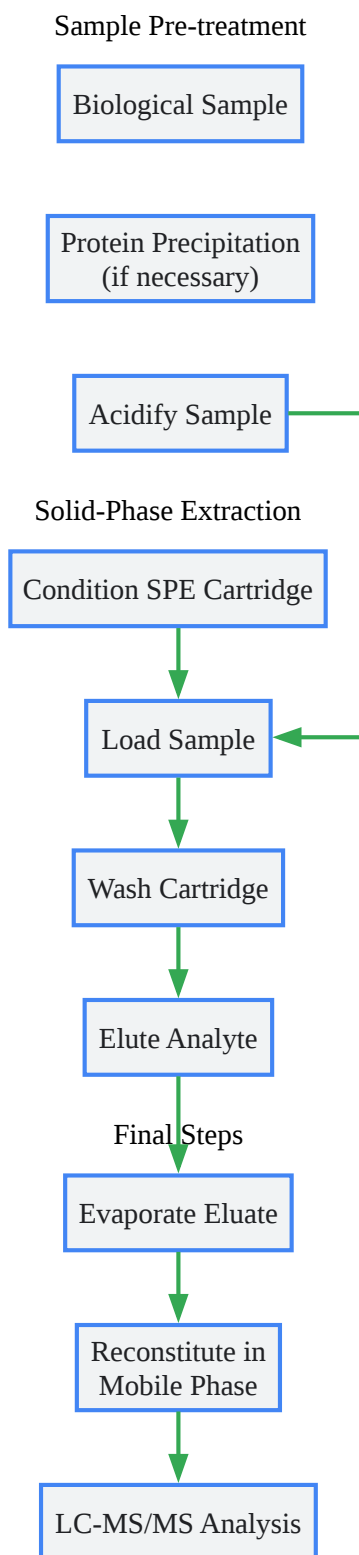 Sample Pre-treatment
Biological Sample
Protein Precipitation
(if necessary)
Acidify Sample
Solid-Phase Extraction
Condition SPE Cartridge
Load Sample
Wash Cartridge
Elute Analyte
Final Steps
Evaporate Eluate
Reconstitute in
Mobile Phase
LC-MS/MS Analysis